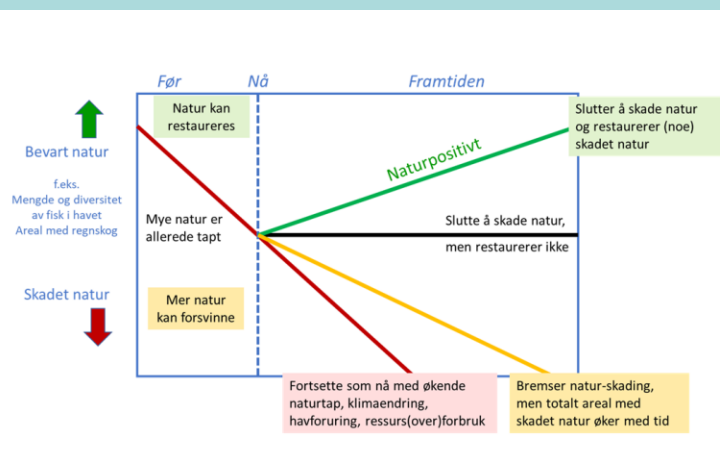 Før
Nå
Framtiden
Natur kan
restaureres
Bevart natur
f.eks.
Mengde og diversitet
av fisk i havet
Areal med regnskog
Mye natur er
allerede tapt
Skadet natur
Mer natur
kan forsvinne
Naturpositivt
Slutter å skade natur
og restaurerer (noe)
skadet natur
Slutte å skade natur,
men restaurerer ikke
Fortsette som nå med økende
naturtap, klimaendring,
havforuring, ressurs(over)forbruk
Bremser natur-skading,
men totalt areal med
skadet natur øker med tid